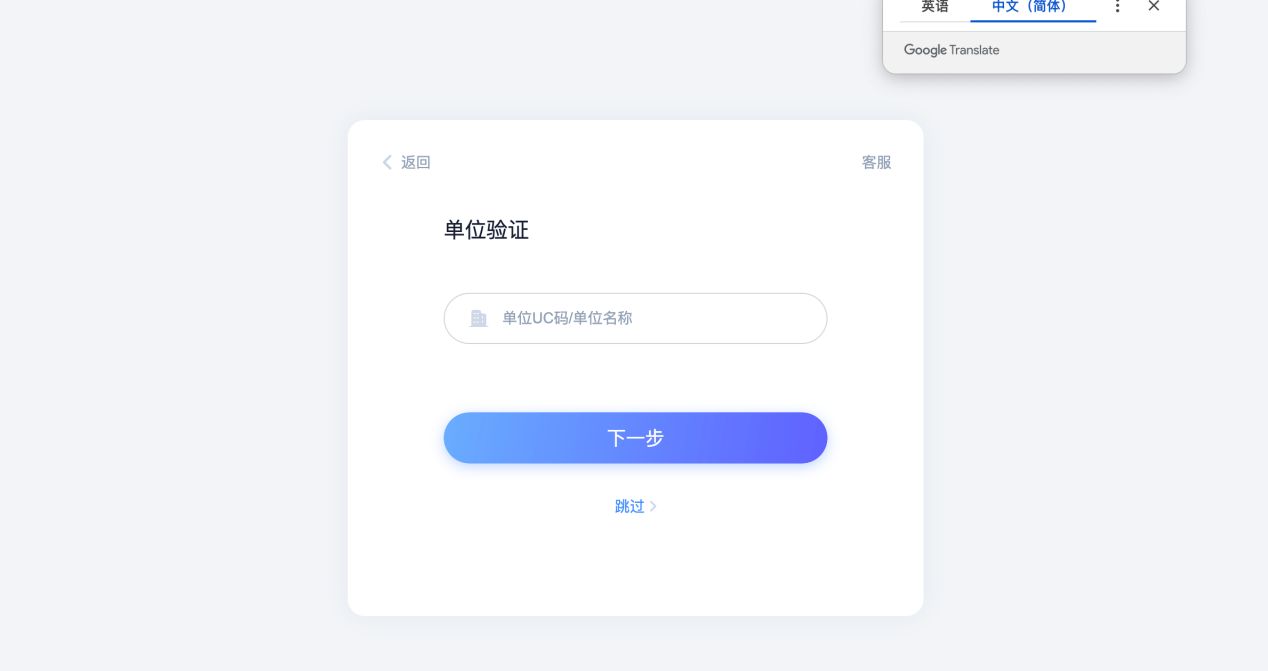 英语
中文（简体）
Google Translate
返回
客服
单位验证
单位UC码/单位名称
下一步
跳过